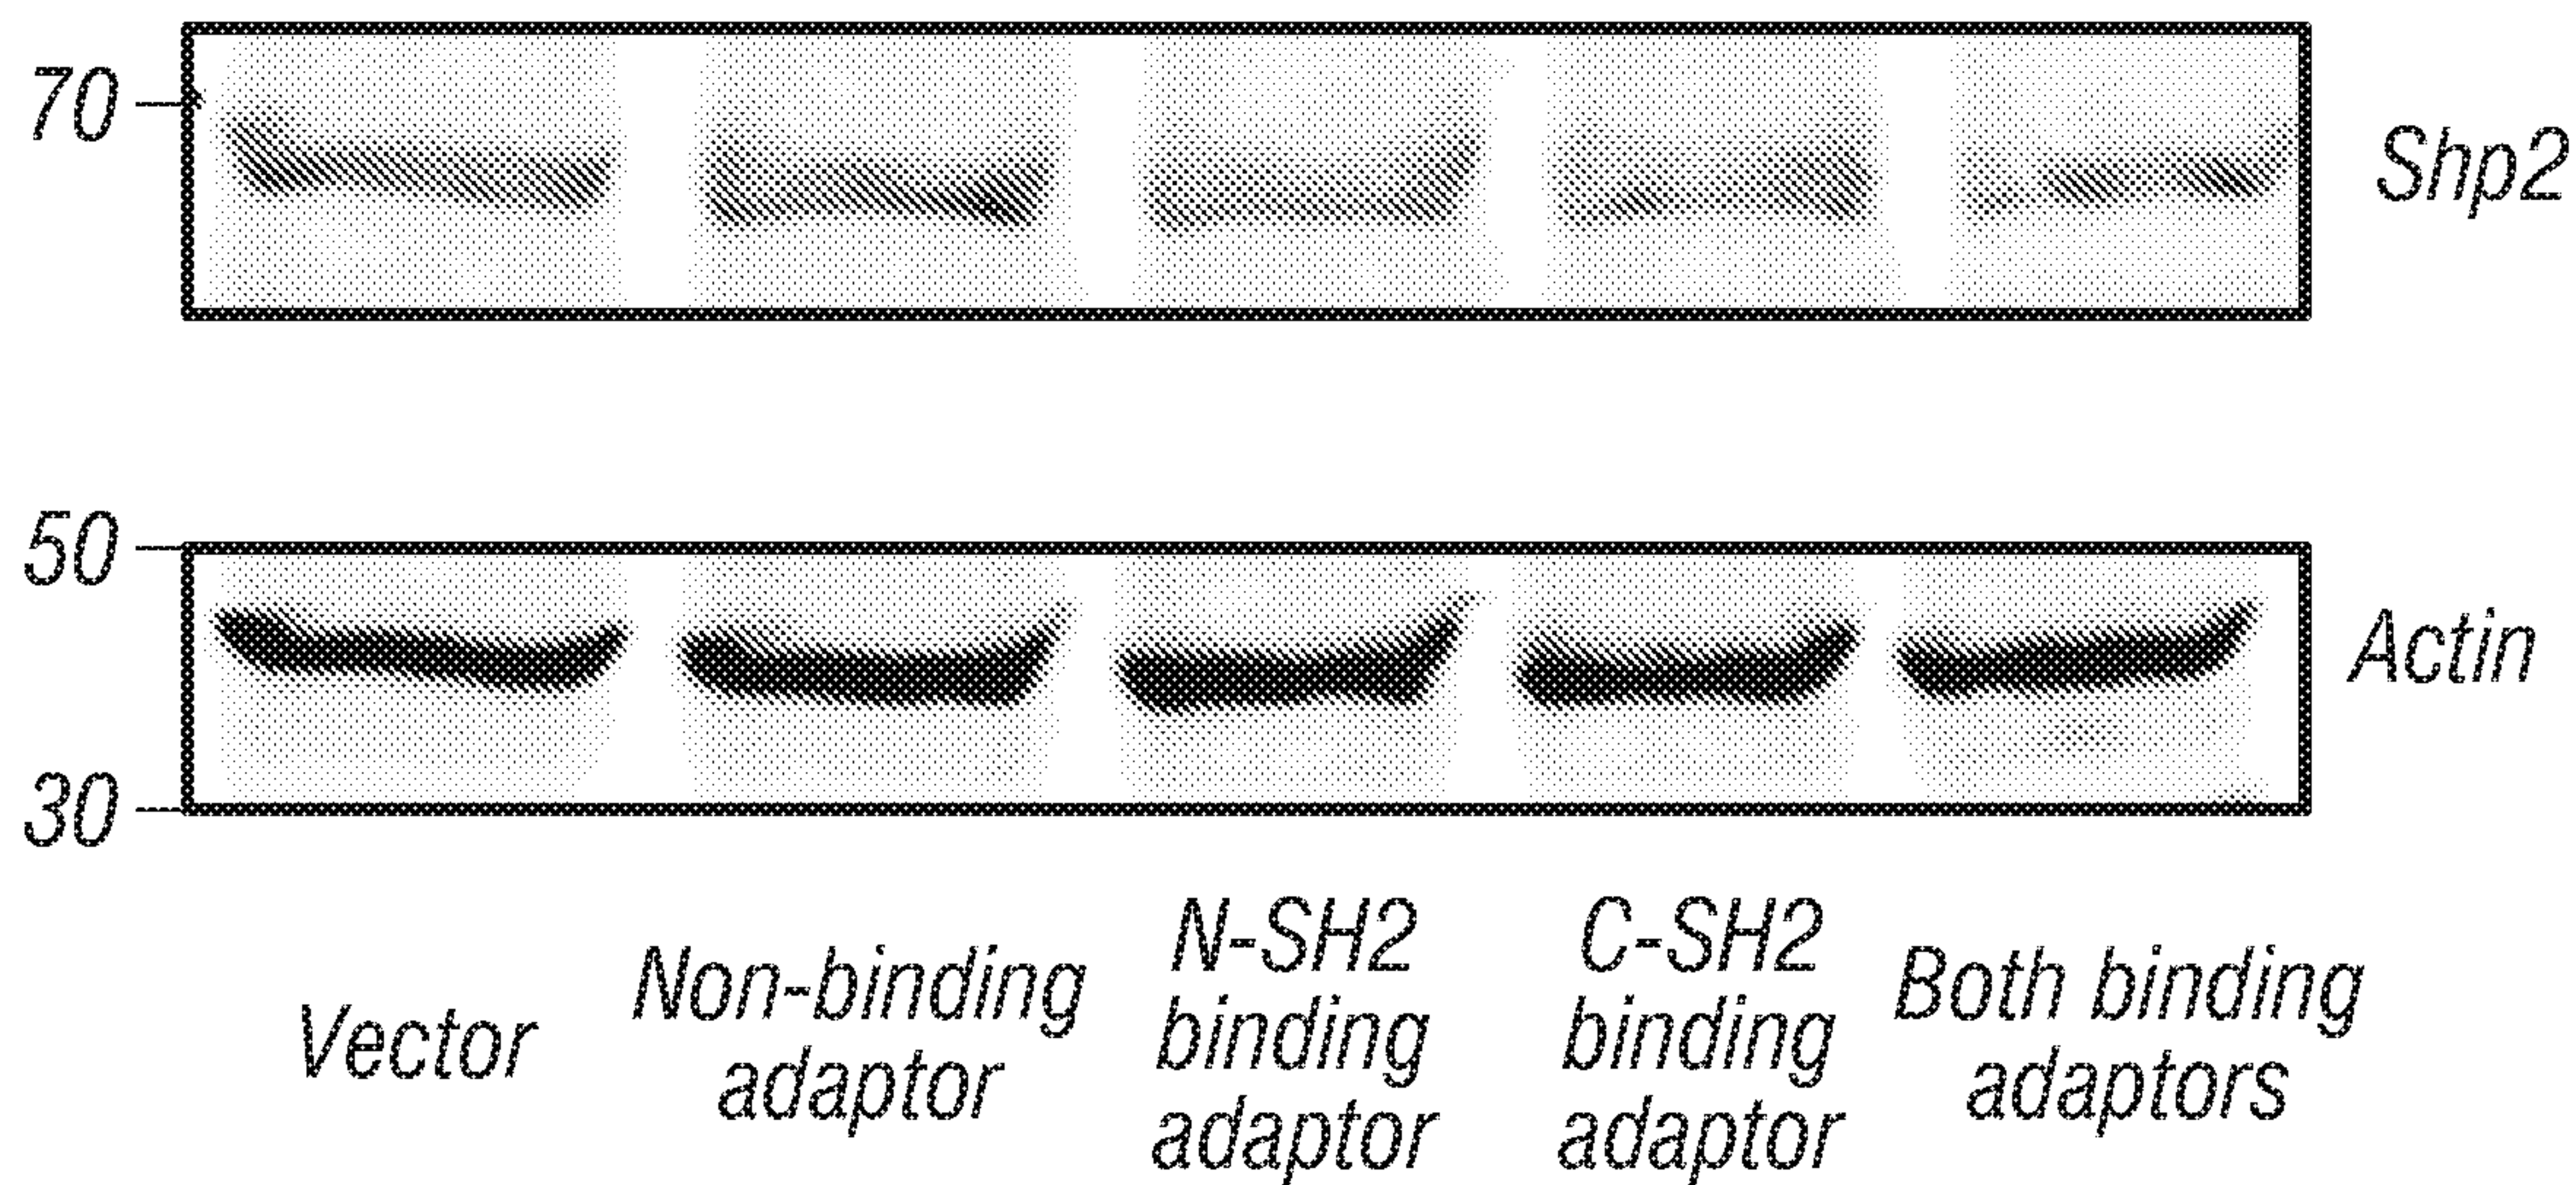 70
Shp2
50
Actin
30
Vector
Non-binding
adaptor
N-SH2
binding
adaptor
C-SH2
binding
adaptor
Both binding
adaptors